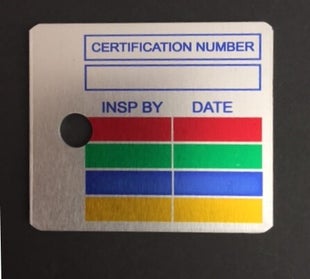 CERTIFICATION NUMBER
INSP BY DATE